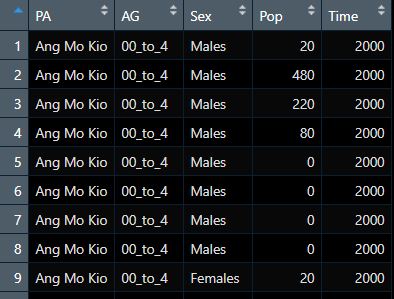 PA AG Sex Pop Time
1 Ang Mo Kio 00_to_4 Males 20 2000
2 Ang Mo Kio 00_to_4 Males 480 2000
3 Ang Mo Kio 00_to_4 Males 220 2000
4 Ang Mo Kio 00_to_4 Males 80 2000
5 Ang Mo Kio 00_to_4 Males 0 2000
6 Ang Mo Kio 00_to_4 Males 0 2000
7 Ang Mo Kio 00_to_4 Males 0 2000
8 Ang Mo Kio 00_to_4 Males 0 2000
9 Ang Mo Kio 00_to_4 Females 20 2000